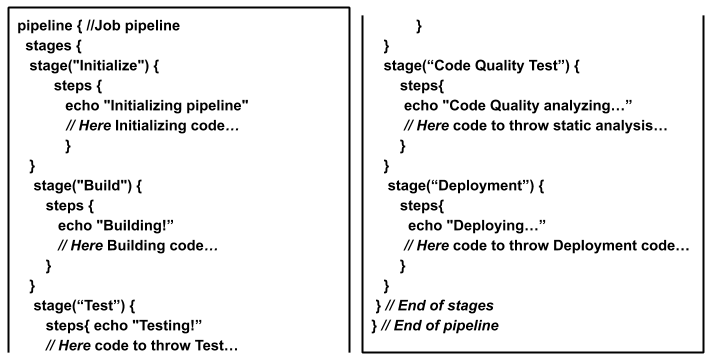 pipeline { //Job pipeline
stages {
stage("Initialize") {
steps {
echo "Initializing pipeline"
// Here Initializing code…
}
}
stage("Build") {
steps {
echo "Building!”
// Here Building code…
}
}
stage(“Test”) {
steps{ echo "Testing!”
// Here code to throw Test…
}
}
stage(“Code Quality Test”) {
steps{
echo "Code Quality analyzing…”
// Here code to throw static analysis…
}
}
stage(“Deployment”) {
steps{
echo "Deploying…”
// Here code to throw Deployment code…
}
}
} // End of stages
} // End of pipeline